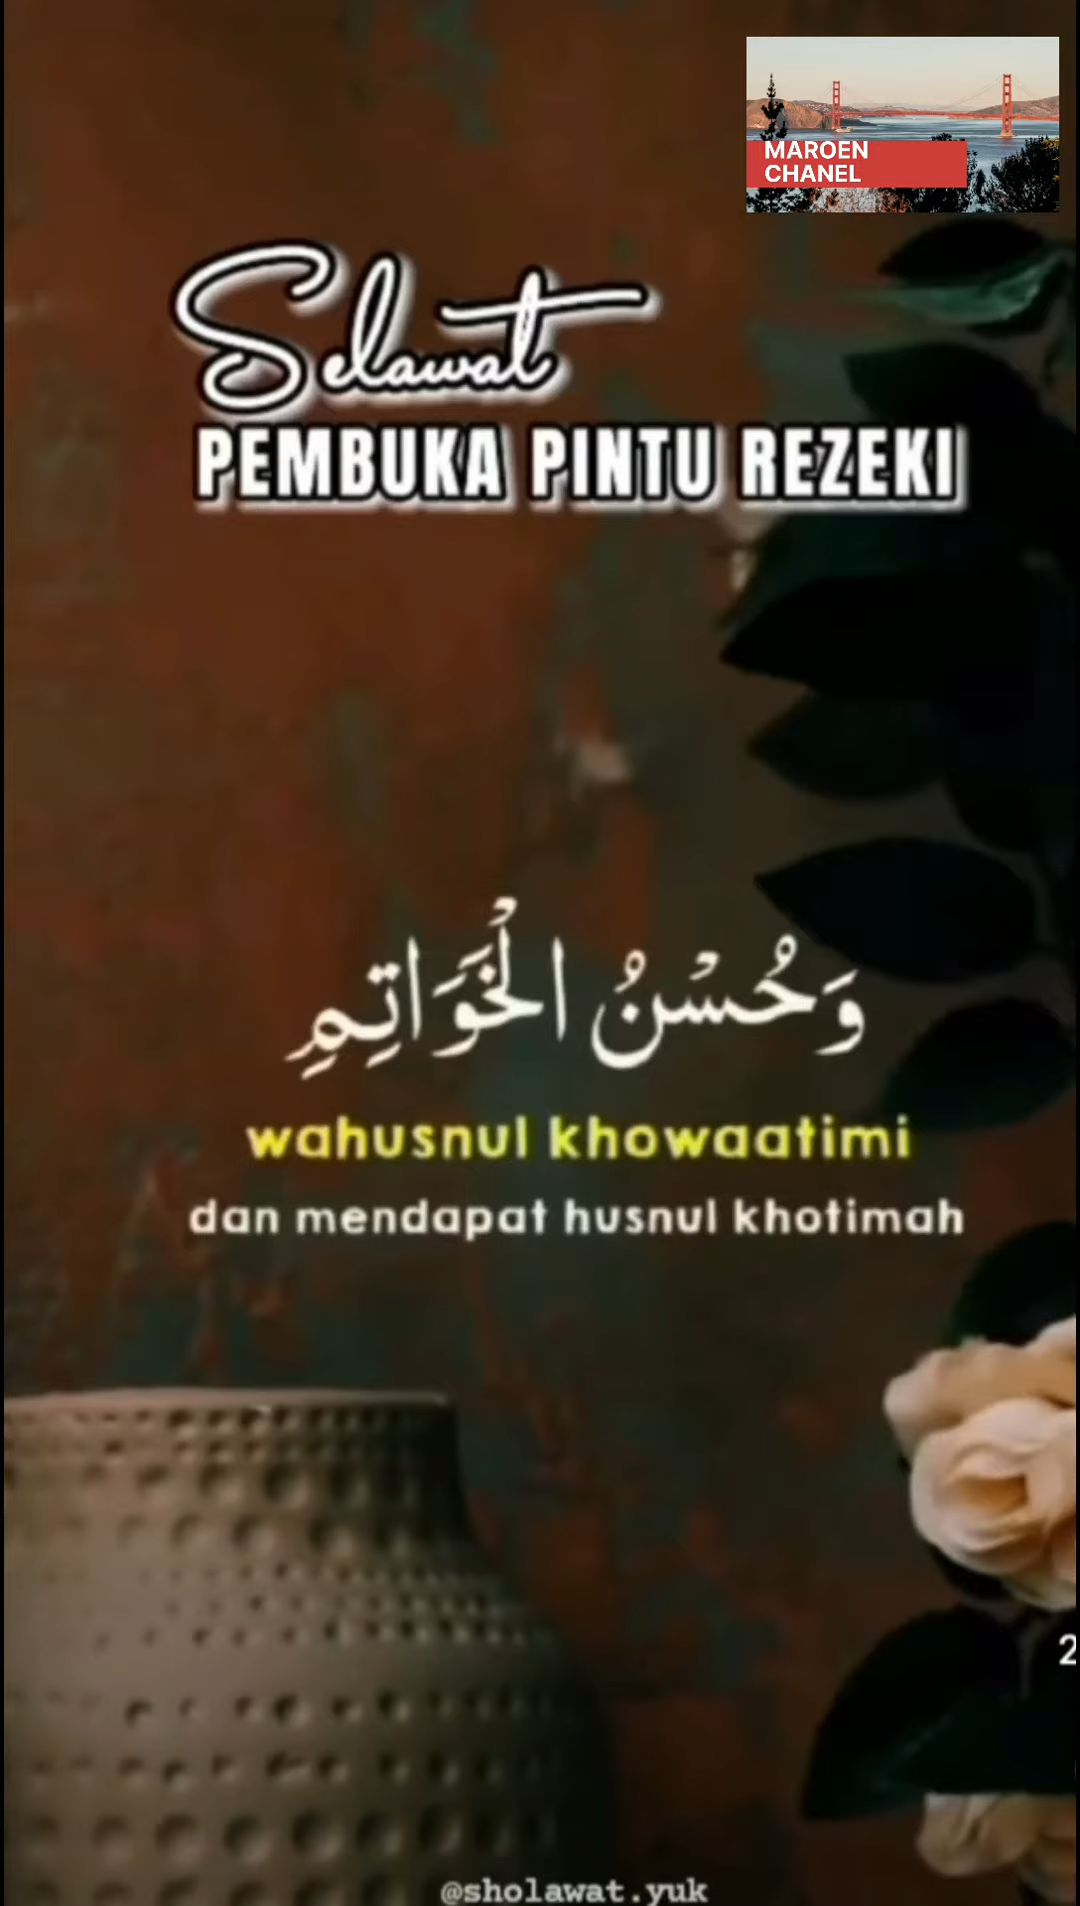 MAROEN
CHANEL
Selawat
PEMBUKA PINTU REZEKI
وَحُسْنُ الْخَوَاتِمِ
wahusnul khowaatimi
dan mendapat husnul khotimah
2
@sholawat.yuk